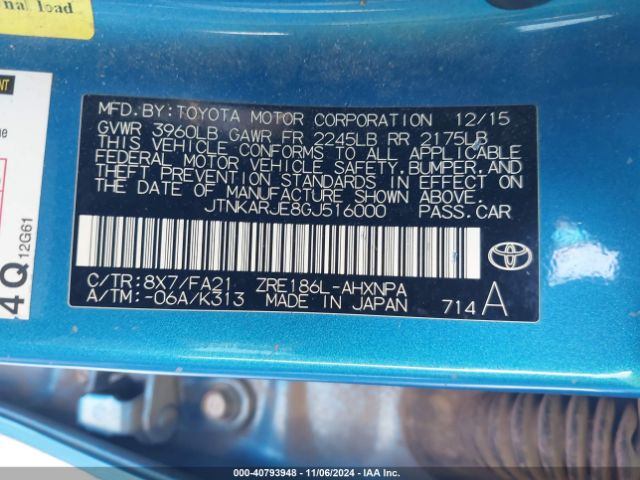 nal load
MFD. BY: TOYOTA MOTOR CORPORATION 12/15
GVWR 3960LB GAWR FR 2245LB RR 2175LB
THIS VEHICLE CONFORMS TO ALL APPLICABLE
FEDERAL MOTOR VEHICLE SAFETY, BUMPER, AND
THEFT PREVENTION STANDARDS IN EFFECT ON
THE DATE OF MANUFACTURE SHOWN ABOVE.
JTNKARJE8GJ516000 PASS. CAR
C/TR: 8X7/FA21 ZRE186L-AHXNPA
A/TM: -06A/K313 MADE IN JAPAN 714 A
4Q 12G61
000-40793948 - 11/06/2024 - IAA Inc.